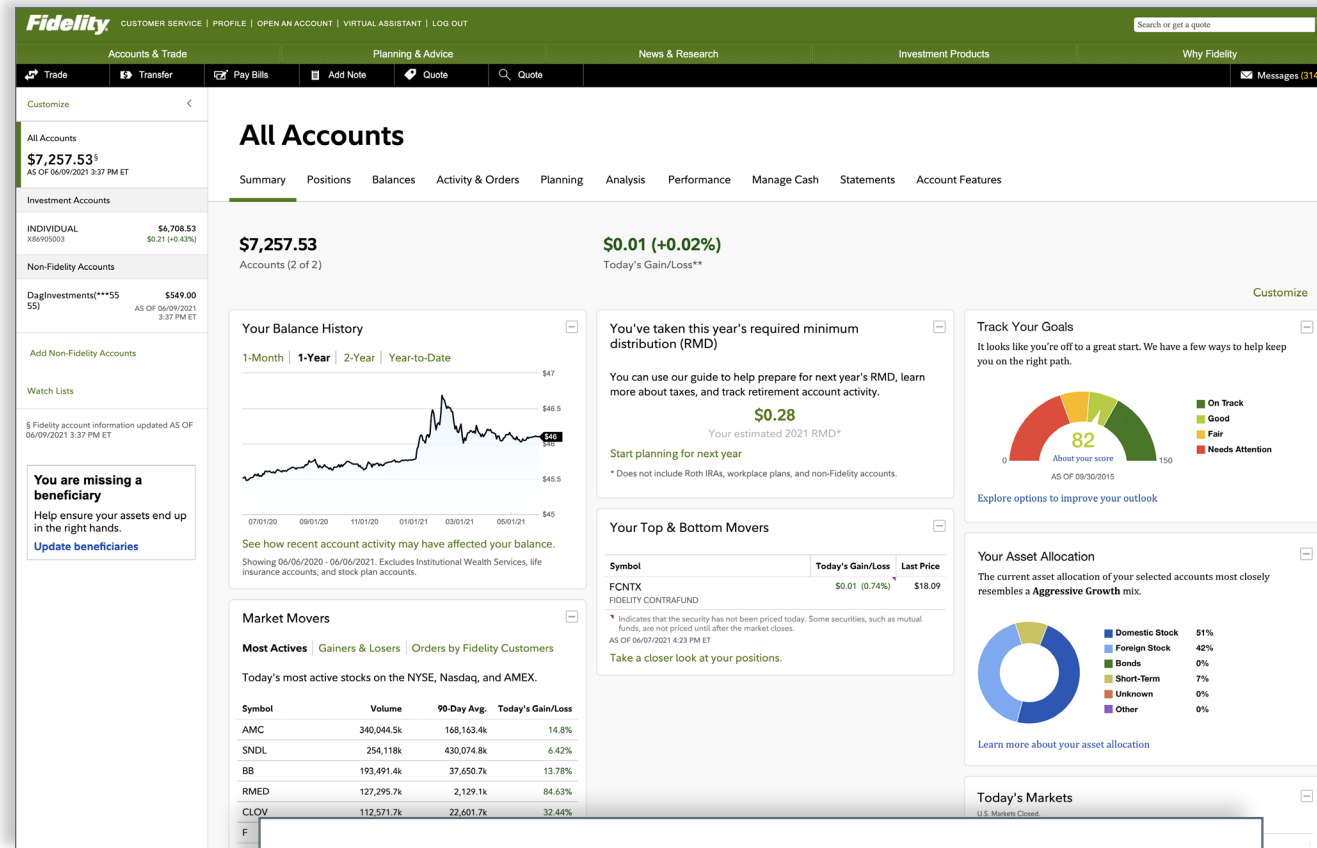 Fidelity CUSTOMER SERVICE | PROFILE | OPEN AN ACCOUNT | VIRTUAL ASSISTANT | LOG OUT
Search or get a quote
Accounts & Trade Planning & Advice News & Research Investment Products Why Fidelity
Trade Transfer Pay Bills Add Note Quote Quote Messages (314
Customize
All Accounts
$7,257.53§
AS OF 06/09/2021 3:37 PM ET
Investment Accounts
INDIVIDUAL $6,708.53
X86905003 $0.21 (+0.43%)
Non-Fidelity Accounts
DagInvestments(***55 $549.00
55) AS OF 06/09/2021
3:37 PM ET
Add Non-Fidelity Accounts
Watch Lists
§ Fidelity account information updated AS OF
06/09/2021 3:37 PM ET
You are missing a
beneficiary
Help ensure your assets end up
in the right hands.
Update beneficiaries
All Accounts
Summary Positions Balances Activity & Orders Planning Analysis Performance Manage Cash Statements Account Features
$7,257.53
Accounts (2 of 2)
$0.01 (+0.02%)
Today's Gain/Loss**
Customize
Your Balance History
1-Month | 1-Year | 2-Year | Year-to-Date
$47
$46.5
$46
$46
$45.5
$45
07/01/20 09/01/20 11/01/20 01/01/21 03/01/21 05/01/21
See how recent account activity may have affected your balance.
Showing 06/06/2020 - 06/06/2021. Excludes Institutional Wealth Services, life
insurance accounts, and stock plan accounts.
Market Movers
Most Actives | Gainers & Losers | Orders by Fidelity Customers
Today's most active stocks on the NYSE, Nasdaq, and AMEX.
Symbol Volume 90-Day Avg. Today's Gain/Loss
AMC 340,044.5k 168,163.4k 14.8%
SNDL 254,118k 430,074.8k 6.42%
BB 193,491.4k 37,650.7k 13.78%
RMED 127,295.7k 2,129.1k 84.63%
CLOV 112,571.7k 22,601.7k 32.44%
F
You've taken this year's required minimum
distribution (RMD)
You can use our guide to help prepare for next year's RMD, learn
more about taxes, and track retirement account activity.
$0.28
Your estimated 2021 RMD*
Start planning for next year
* Does not include Roth IRAs, workplace plans, and non-Fidelity accounts.
Your Top & Bottom Movers
Symbol Today's Gain/Loss Last Price
FCNTX $0.01 (0.74%) $18.09
FIDELITY CONTRAFUND
Indicates that the security has not been priced today. Some securities, such as mutual
funds, are not priced until after the market closes.
AS OF 06/07/2021 4:23 PM ET
Take a closer look at your positions.
Track Your Goals
It looks like you're off to a great start. We have a few ways to help keep
you on the right path.
82
About your score
0 150
AS OF 09/30/2015
On Track
Good
Fair
Needs Attention
Explore options to improve your outlook
Your Asset Allocation
The current asset allocation of your selected accounts most closely
resembles a Aggressive Growth mix.
Domestic Stock 51%
Foreign Stock 42%
Bonds 0%
Short-Term 7%
Unknown 0%
Other 0%
Learn more about your asset allocation
Today's Markets
U.S. Markets Closed.